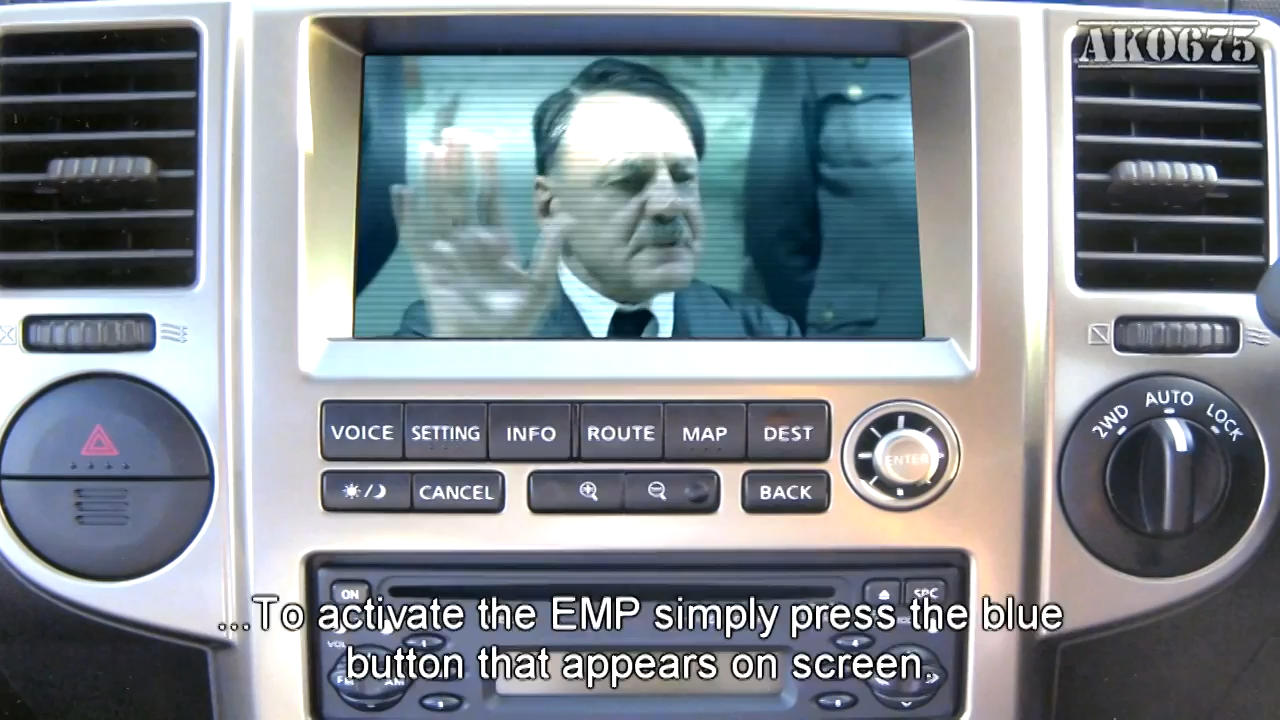 AK0675
2WD AUTO LOCK
VOICE SETTING INFO ROUTE MAP DEST
ENTER
CANCEL BACK
ON
...To activate the EMP simply press the blue
button that appears on screen.